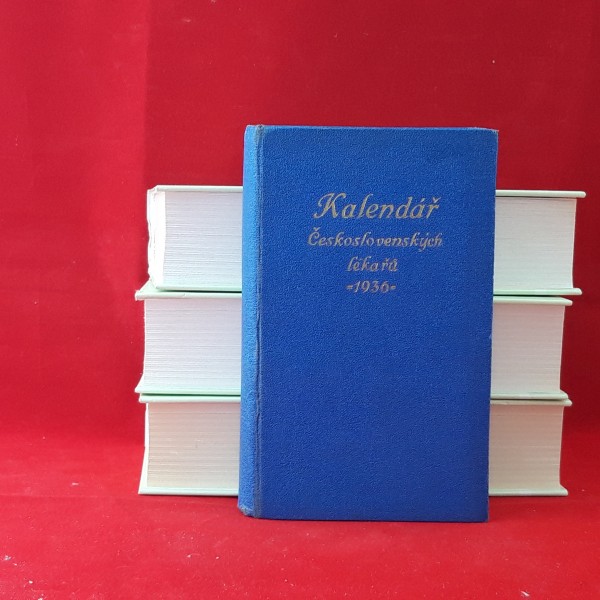 Kalendář
Československých
lékařů
-1936-